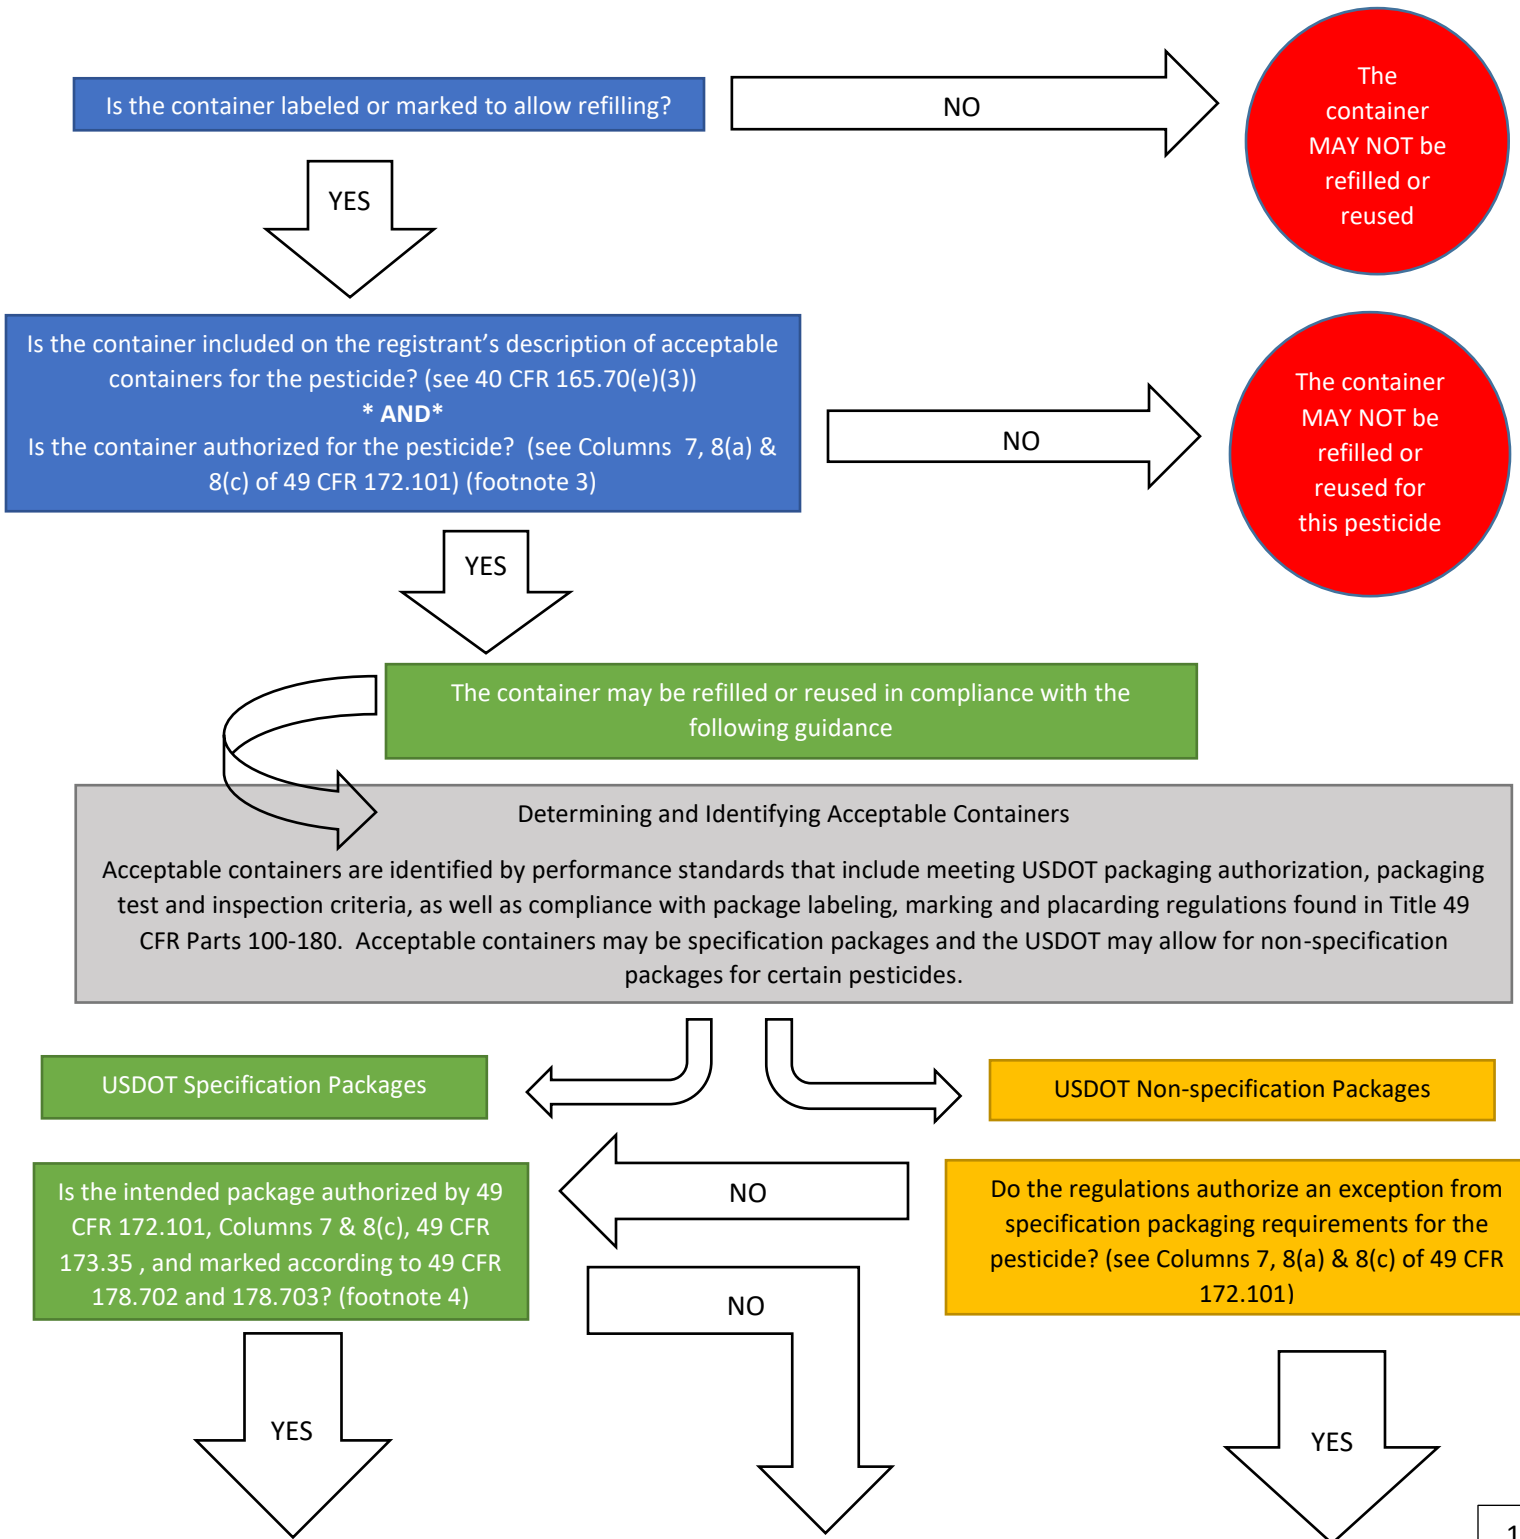 Is the container labeled or marked to allow refilling?
NO
The
container
MAY NOT be
refilled or
reused
YES
Is the container included on the registrant’s description of acceptable
containers for the pesticide? (see 40 CFR 165.70(e)(3))
* AND*
Is the container authorized for the pesticide?  (see Columns  7, 8(a) &
8(c) of 49 CFR 172.101) (footnote 3)
NO
The container
MAY NOT be
refilled or
reused for
this pesticide
YES
The container may be refilled or reused in compliance with the
following guidance
Determining and Identifying Acceptable Containers
Acceptable containers are identified by performance standards that include meeting USDOT packaging authorization, packaging
test and inspection criteria, as well as compliance with package labeling, marking and placarding regulations found in Title 49
CFR Parts 100-180.  Acceptable containers may be specification packages and the USDOT may allow for non-specification
packages for certain pesticides.
USDOT Specification Packages
USDOT Non-specification Packages
Is the intended package authorized by 49
CFR 172.101, Columns 7 & 8(c), 49 CFR
173.35 , and marked according to 49 CFR
178.702 and 178.703? (footnote 4)
NO
Do the regulations authorize an exception from
specification packaging requirements for the
pesticide? (see Columns 7, 8(a) & 8(c) of 49 CFR
172.101)
NO
YES
YES
1